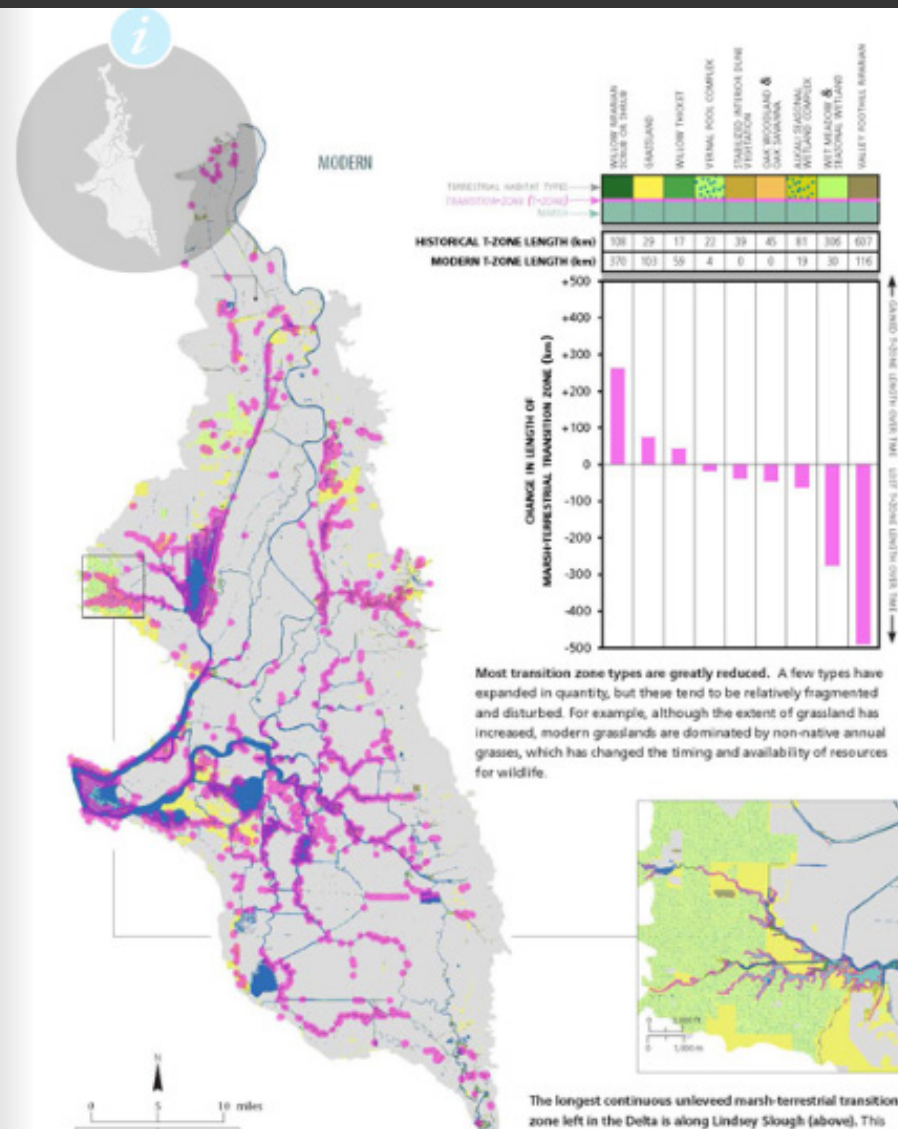 i
MODERN
WILLOW RIPARIAN
SCRUB OR SHRUB
GRASSLAND
WILLOW THICKET
VERNAL POOL COMPLEX
STABILIZED INTERIOR DUNE
VEGETATION
OAK WOODLAND &
OAK SAVANNA
ALKALI SEASONAL
WETLAND COMPLEX
WET MEADOW &
SEASONAL WETLAND
VALLEY FOOTHILL RIPARIAN
TERRESTRIAL HABITAT TYPES
TRANSITION ZONE (T-ZONE)
MARSH
HISTORICAL T-ZONE LENGTH (km) 108 29 17 22 39 45 81 306 607
MODERN T-ZONE LENGTH (km) 370 103 59 4 0 0 19 30 116
+500
+400
+300
+200
+100
0
-100
-200
-300
-400
-500
CHANGE IN LENGTH OF
MARSH-TERRESTRIAL TRANSITION ZONE (km)
GAINED T-ZONE LENGTH OVER TIME
LOST T-ZONE LENGTH OVER TIME
Most transition zone types are greatly reduced. A few types have
expanded in quantity, but these tend to be relatively fragmented
and disturbed. For example, although the extent of grassland has
increased, modern grasslands are dominated by non-native annual
grasses, which has changed the timing and availability of resources
for wildlife.
N
0 5 10 miles
The longest continuous unleveed marsh-terrestrial transition
zone left in the Delta is along Lindsey Slough (above). This